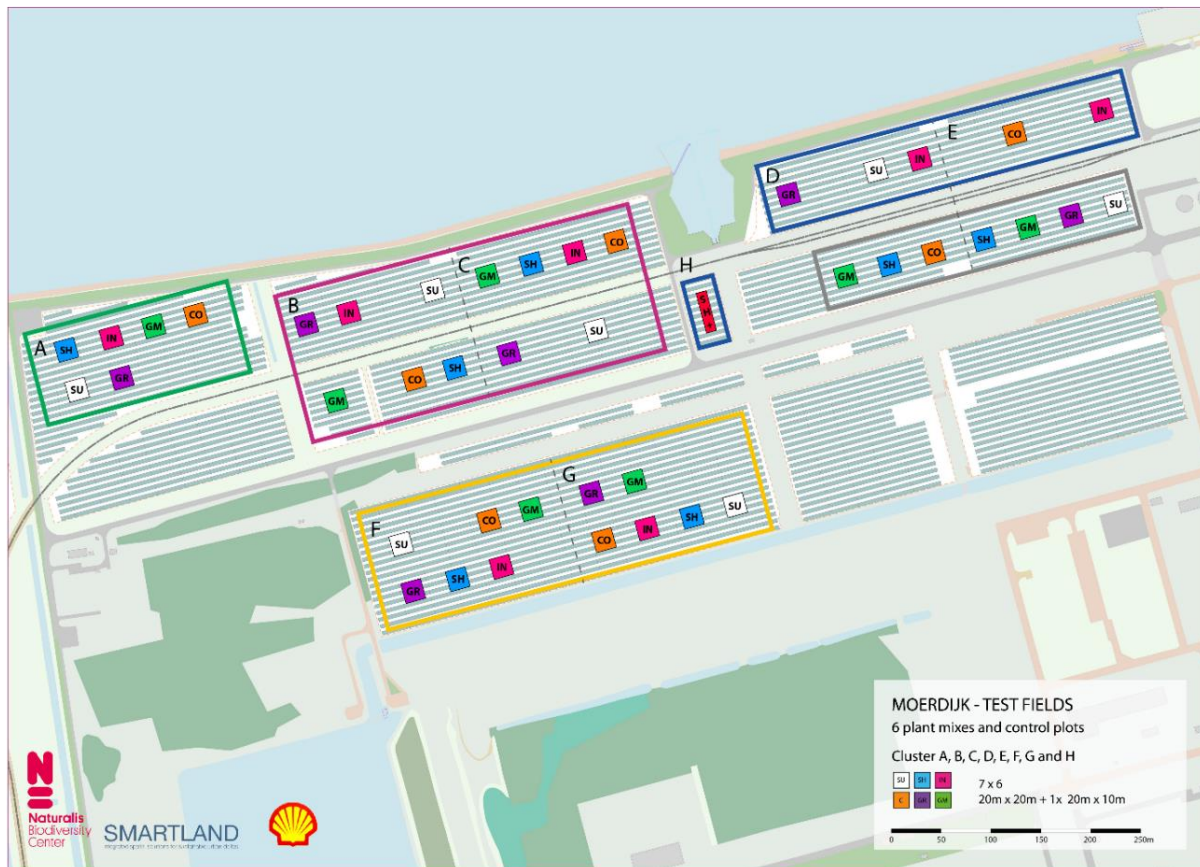 A
SH
IN
GM
CO
SU
GR
B
GR
IN
SU
C
GM
SH
IN
CO
GM
CO
SH
GR
SU
D
GR
SU
IN
E
CO
IN
GM
SH
CO
SH
GM
GR
SU
H
F
SU
CO
GM
GR
SH
IN
G
GR
GM
CO
IN
SH
SU
MOERDIJK - TEST FIELDS
6 plant mixes and control plots
Cluster A, B, C, D, E, F, G and H
SU SH IN
C GR GM
7 x 6
20m x 20m + 1x 20m x 10m
0 50 100 150 200 250m
Naturalis
Biodiversity
Center
SMARTLAND